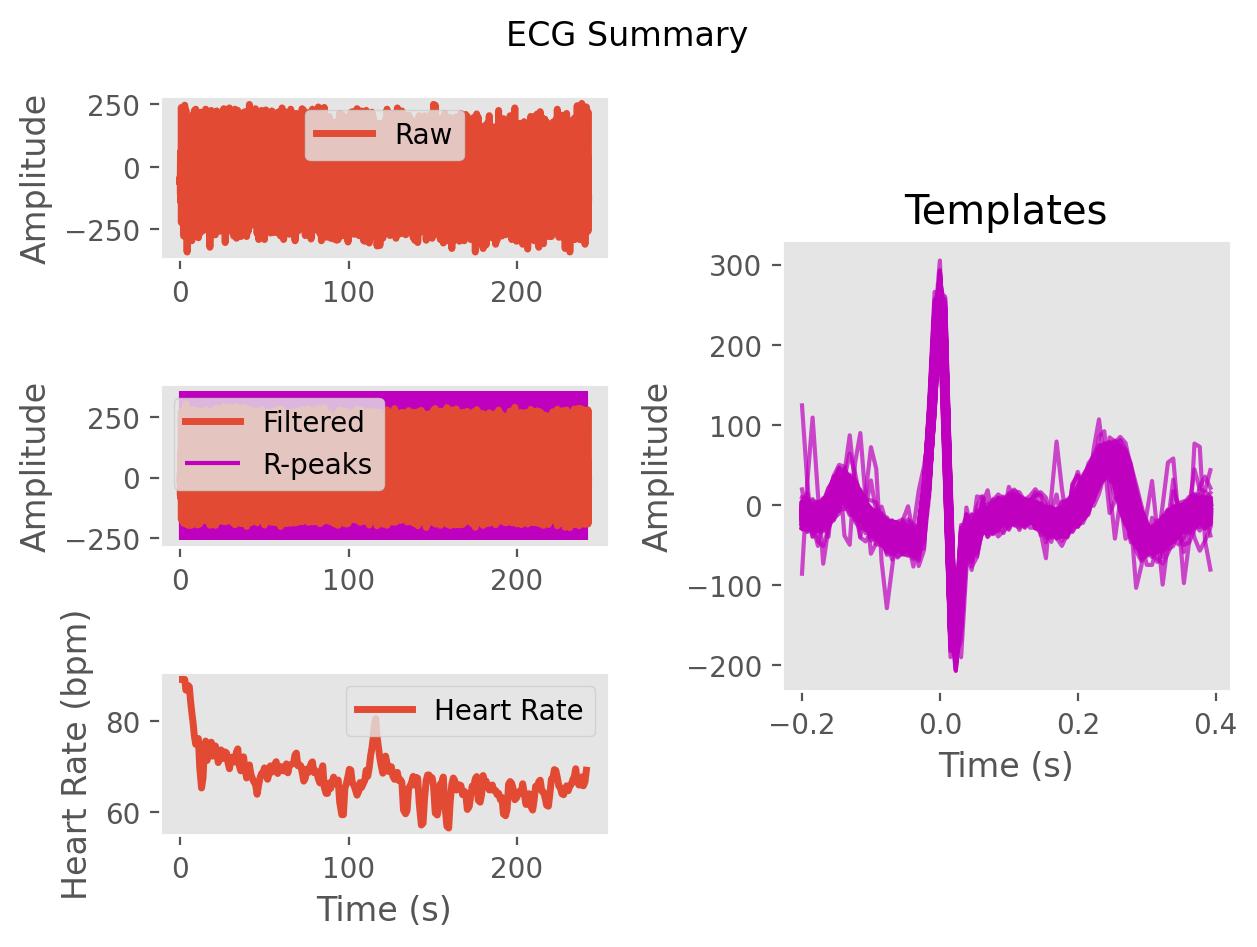 ECG Summary
Amplitude
250
0
−250
Raw
0 100 200
Amplitude
250
0
−250
Filtered
R-peaks
0 100 200
Heart Rate (bpm)
80
60
Heart Rate
0 100 200
Time (s)
Templates
Amplitude
300
200
100
0
−100
−200
−0.2 0.0 0.2 0.4
Time (s)